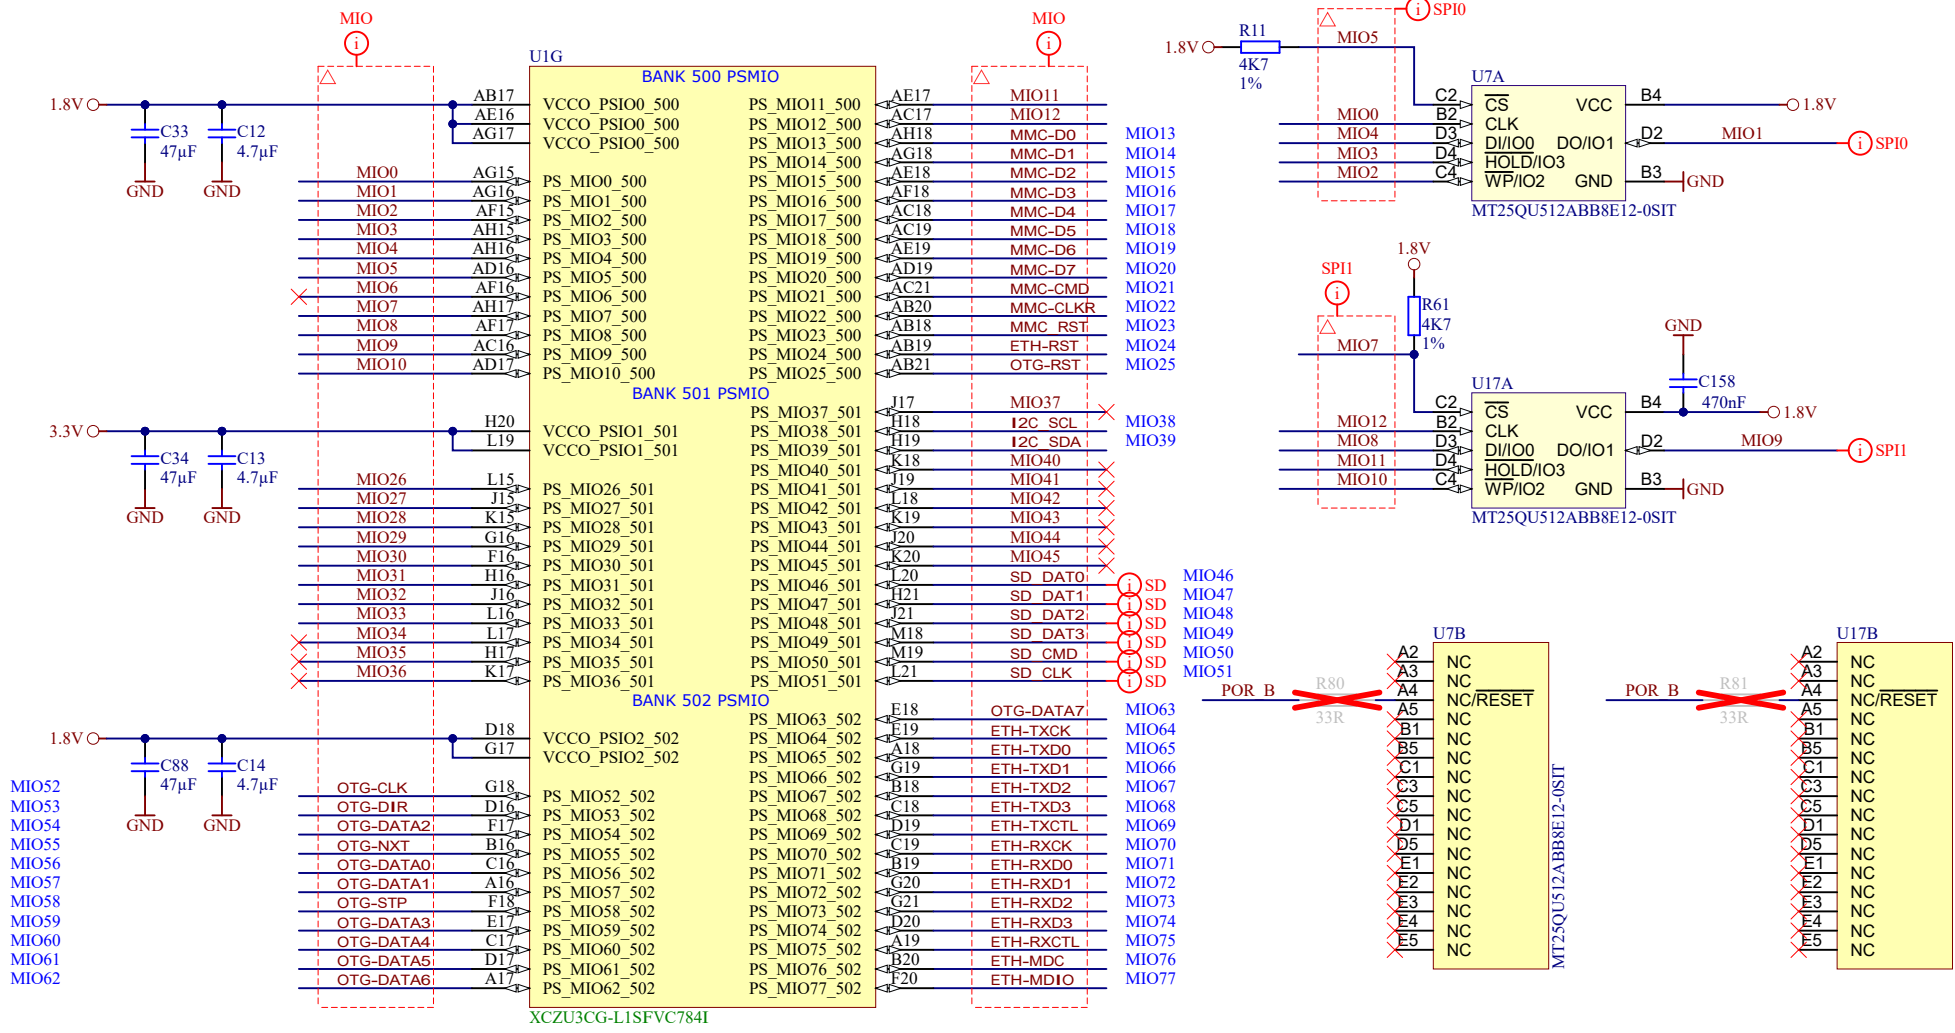 MIO
i
U1G
BANK 500 PSMIO
1.8V
C33
47µF
GND
C12
4.7µF
GND
AB17 VCCO_PSIO0_500
AE16 VCCO_PSIO0_500
AG17 VCCO_PSIO0_500
MIO0 AG15 PS_MIO0_500
MIO1 AG16 PS_MIO1_500
MIO2 AF15 PS_MIO2_500
MIO3 AH15 PS_MIO3_500
MIO4 AH16 PS_MIO4_500
MIO5 AD16 PS_MIO5_500
MIO6 AF16 PS_MIO6_500
MIO7 AH17 PS_MIO7_500
MIO8 AF17 PS_MIO8_500
MIO9 AC16 PS_MIO9_500
MIO10 AD17 PS_MIO10_500
MIO
i
PS_MIO11_500 AE17 MIO11
PS_MIO12_500 AC17 MIO12
PS_MIO13_500 AH18 MMC-D0 MIO13
PS_MIO14_500 AG18 MMC-D1 MIO14
PS_MIO15_500 AE18 MMC-D2 MIO15
PS_MIO16_500 AF18 MMC-D3 MIO16
PS_MIO17_500 AC18 MMC-D4 MIO17
PS_MIO18_500 AC19 MMC-D5 MIO18
PS_MIO19_500 AE19 MMC-D6 MIO19
PS_MIO20_500 AD19 MMC-D7 MIO20
PS_MIO21_500 AC21 MMC-CMD MIO21
PS_MIO22_500 AB20 MMC-CLKR MIO22
PS_MIO23_500 AB18 MMC_RST MIO23
PS_MIO24_500 AB19 ETH-RST MIO24
PS_MIO25_500 AB21 OTG-RST MIO25
BANK 501 PSMIO
3.3V
C34
47µF
GND
C13
4.7µF
GND
H20 VCCO_PSIO1_501
L19 VCCO_PSIO1_501
MIO26 L15 PS_MIO26_501
MIO27 J15 PS_MIO27_501
MIO28 K15 PS_MIO28_501
MIO29 G16 PS_MIO29_501
MIO30 F16 PS_MIO30_501
MIO31 H16 PS_MIO31_501
MIO32 J16 PS_MIO32_501
MIO33 L16 PS_MIO33_501
MIO34 L17 PS_MIO34_501
MIO35 H17 PS_MIO35_501
MIO36 K17 PS_MIO36_501
PS_MIO37_501 J17 MIO37
PS_MIO38_501 H18 I2C_SCL MIO38
PS_MIO39_501 H19 I2C_SDA MIO39
PS_MIO40_501 K18 MIO40
PS_MIO41_501 J19 MIO41
PS_MIO42_501 L18 MIO42
PS_MIO43_501 K19 MIO43
PS_MIO44_501 J20 MIO44
PS_MIO45_501 K20 MIO45
PS_MIO46_501 L20 SD_DAT0 i SD MIO46
PS_MIO47_501 H21 SD_DAT1 i SD MIO47
PS_MIO48_501 J21 SD_DAT2 i SD MIO48
PS_MIO49_501 M18 SD_DAT3 i SD MIO49
PS_MIO50_501 M19 SD_CMD i SD MIO50
PS_MIO51_501 L21 SD_CLK i SD MIO51
BANK 502 PSMIO
1.8V
C88
47µF
GND
C14
4.7µF
GND
D18 VCCO_PSIO2_502
G17 VCCO_PSIO2_502
MIO52 OTG-CLK G18 PS_MIO52_502
MIO53 OTG-DIR D16 PS_MIO53_502
MIO54 OTG-DATA2 F17 PS_MIO54_502
MIO55 OTG-NXT B16 PS_MIO55_502
MIO56 OTG-DATA0 C16 PS_MIO56_502
MIO57 OTG-DATA1 A16 PS_MIO57_502
MIO58 OTG-STP F18 PS_MIO58_502
MIO59 OTG-DATA3 E17 PS_MIO59_502
MIO60 OTG-DATA4 C17 PS_MIO60_502
MIO61 OTG-DATA5 D17 PS_MIO61_502
MIO62 OTG-DATA6 A17 PS_MIO62_502
PS_MIO63_502 E18 OTG-DATA7 MIO63
PS_MIO64_502 E19 ETH-TXCK MIO64
PS_MIO65_502 A18 ETH-TXD0 MIO65
PS_MIO66_502 G19 ETH-TXD1 MIO66
PS_MIO67_502 B18 ETH-TXD2 MIO67
PS_MIO68_502 C18 ETH-TXD3 MIO68
PS_MIO69_502 D19 ETH-TXCTL MIO69
PS_MIO70_502 C19 ETH-RXCK MIO70
PS_MIO71_502 B19 ETH-RXD0 MIO71
PS_MIO72_502 G20 ETH-RXD1 MIO72
PS_MIO73_502 G21 ETH-RXD2 MIO73
PS_MIO74_502 D20 ETH-RXD3 MIO74
PS_MIO75_502 A19 ETH-RXCTL MIO75
PS_MIO76_502 B20 ETH-MDC MIO76
PS_MIO77_502 F20 ETH-MDIO MIO77
XCZU3CG-L1SFVC784I
i SPI0
1.8V
R11
4K7
1%
MIO5
U7A
C2 CS VCC B4 1.8V
MIO0 B2 CLK
MIO4 D3 DI/IO0 DO/IO1 D2 MIO1 i SPI0
MIO3 D4 HOLD/IO3
MIO2 C4 WP/IO2 GND B3 GND
MT25QU512ABB8E12-0SIT
1.8V
R61
4K7
1%
SPI1
i
MIO7
GND
C158
470nF
U17A
C2 CS VCC B4 1.8V
MIO12 B2 CLK
MIO8 D3 DI/IO0 DO/IO1 D2 MIO9 i SPI1
MIO11 D4 HOLD/IO3
MIO10 C4 WP/IO2 GND B3 GND
MT25QU512ABB8E12-0SIT
U7B
A2 NC
A3 NC
POR_B R80 33R A4 NC/RESET
A5 NC
B1 NC
B5 NC
C1 NC
C3 NC
C5 NC
D1 NC
D5 NC
E1 NC
E2 NC
E3 NC
E4 NC
E5 NC
MT25QU512ABB8E12-0SIT
U17B
A2 NC
A3 NC
POR_B R81 33R A4 NC/RESET
A5 NC
B1 NC
B5 NC
C1 NC
C3 NC
C5 NC
D1 NC
D5 NC
E1 NC
E2 NC
E3 NC
E4 NC
E5 NC